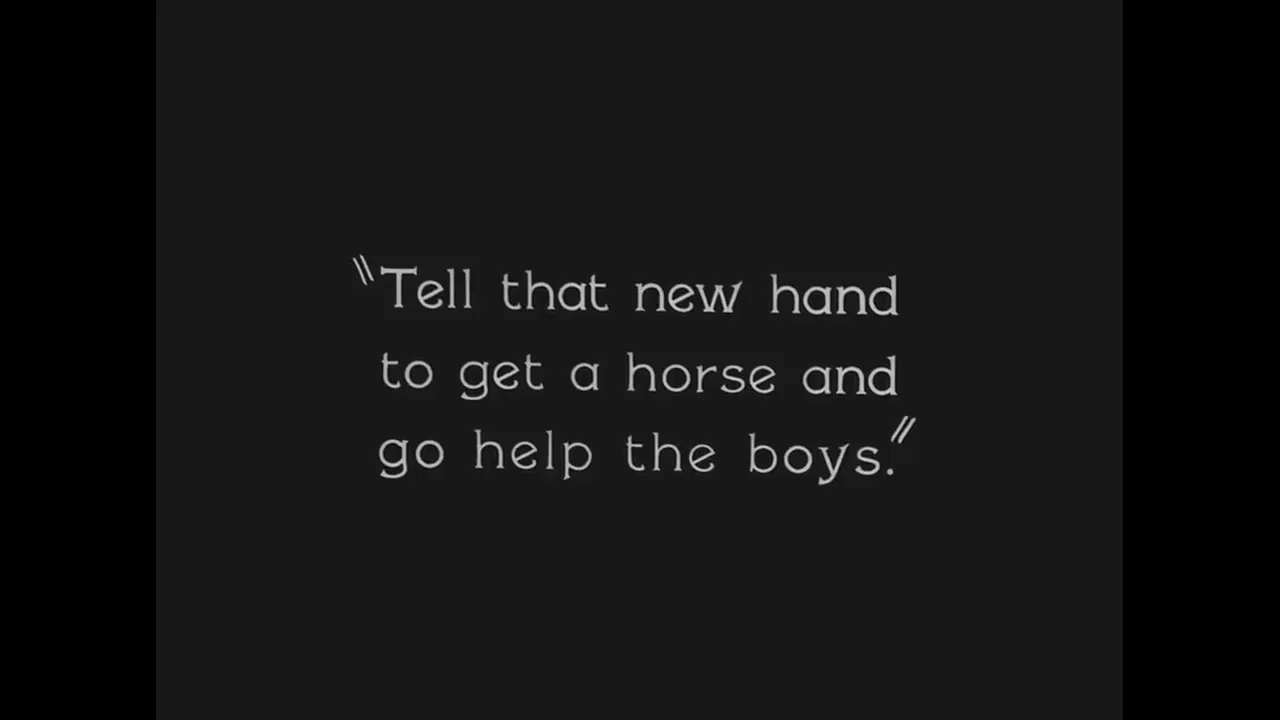 "Tell that new hand
to get a horse and
go help the boys."